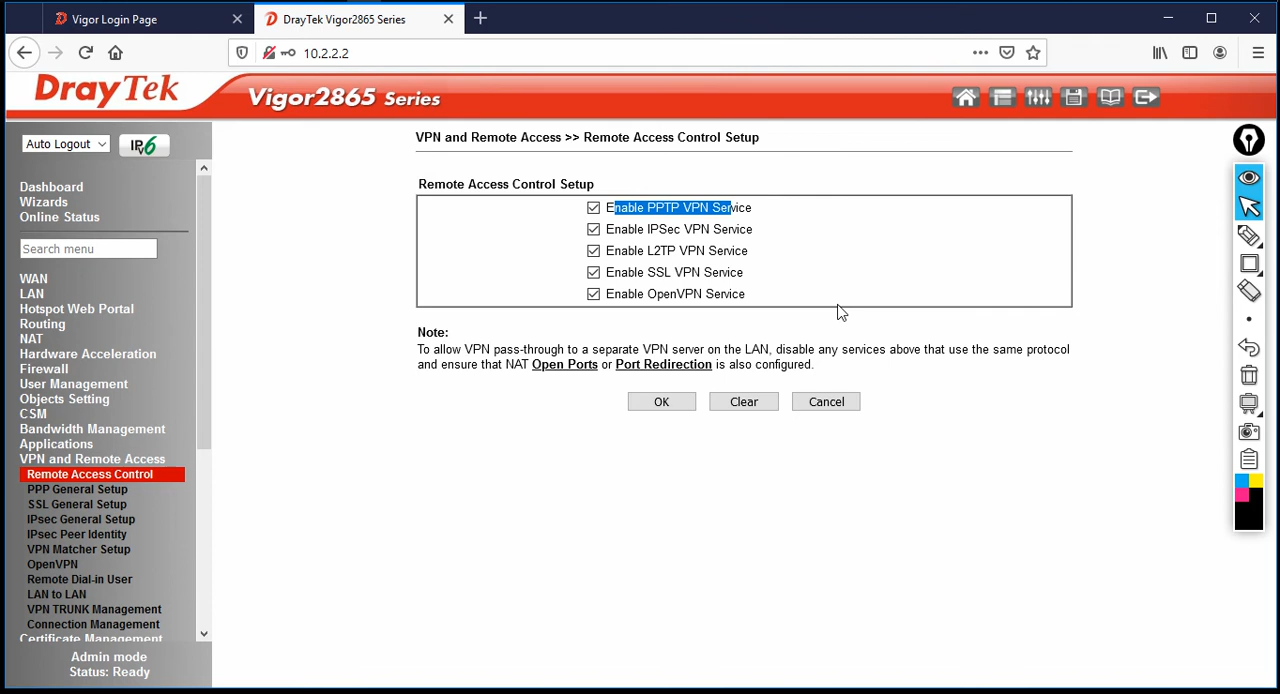 Vigor Login Page
DrayTek Vigor2865 Series
10.2.2.2
DrayTek
Vigor2865 Series
Auto Logout
IPv6
Dashboard
Wizards
Online Status
Search menu
WAN
LAN
Hotspot Web Portal
Routing
NAT
Hardware Acceleration
Firewall
User Management
Objects Setting
CSM
Bandwidth Management
Applications
VPN and Remote Access
Remote Access Control
PPP General Setup
SSL General Setup
IPsec General Setup
IPsec Peer Identity
VPN Matcher Setup
OpenVPN
Remote Dial-in User
LAN to LAN
VPN TRUNK Management
Connection Management
Certificate Management
Admin mode
Status: Ready
VPN and Remote Access >> Remote Access Control Setup
Remote Access Control Setup
Enable PPTP VPN Service
Enable IPSec VPN Service
Enable L2TP VPN Service
Enable SSL VPN Service
Enable OpenVPN Service
Note:
To allow VPN pass-through to a separate VPN server on the LAN, disable any services above that use the same protocol
and ensure that NAT Open Ports or Port Redirection is also configured.
OK
Clear
Cancel